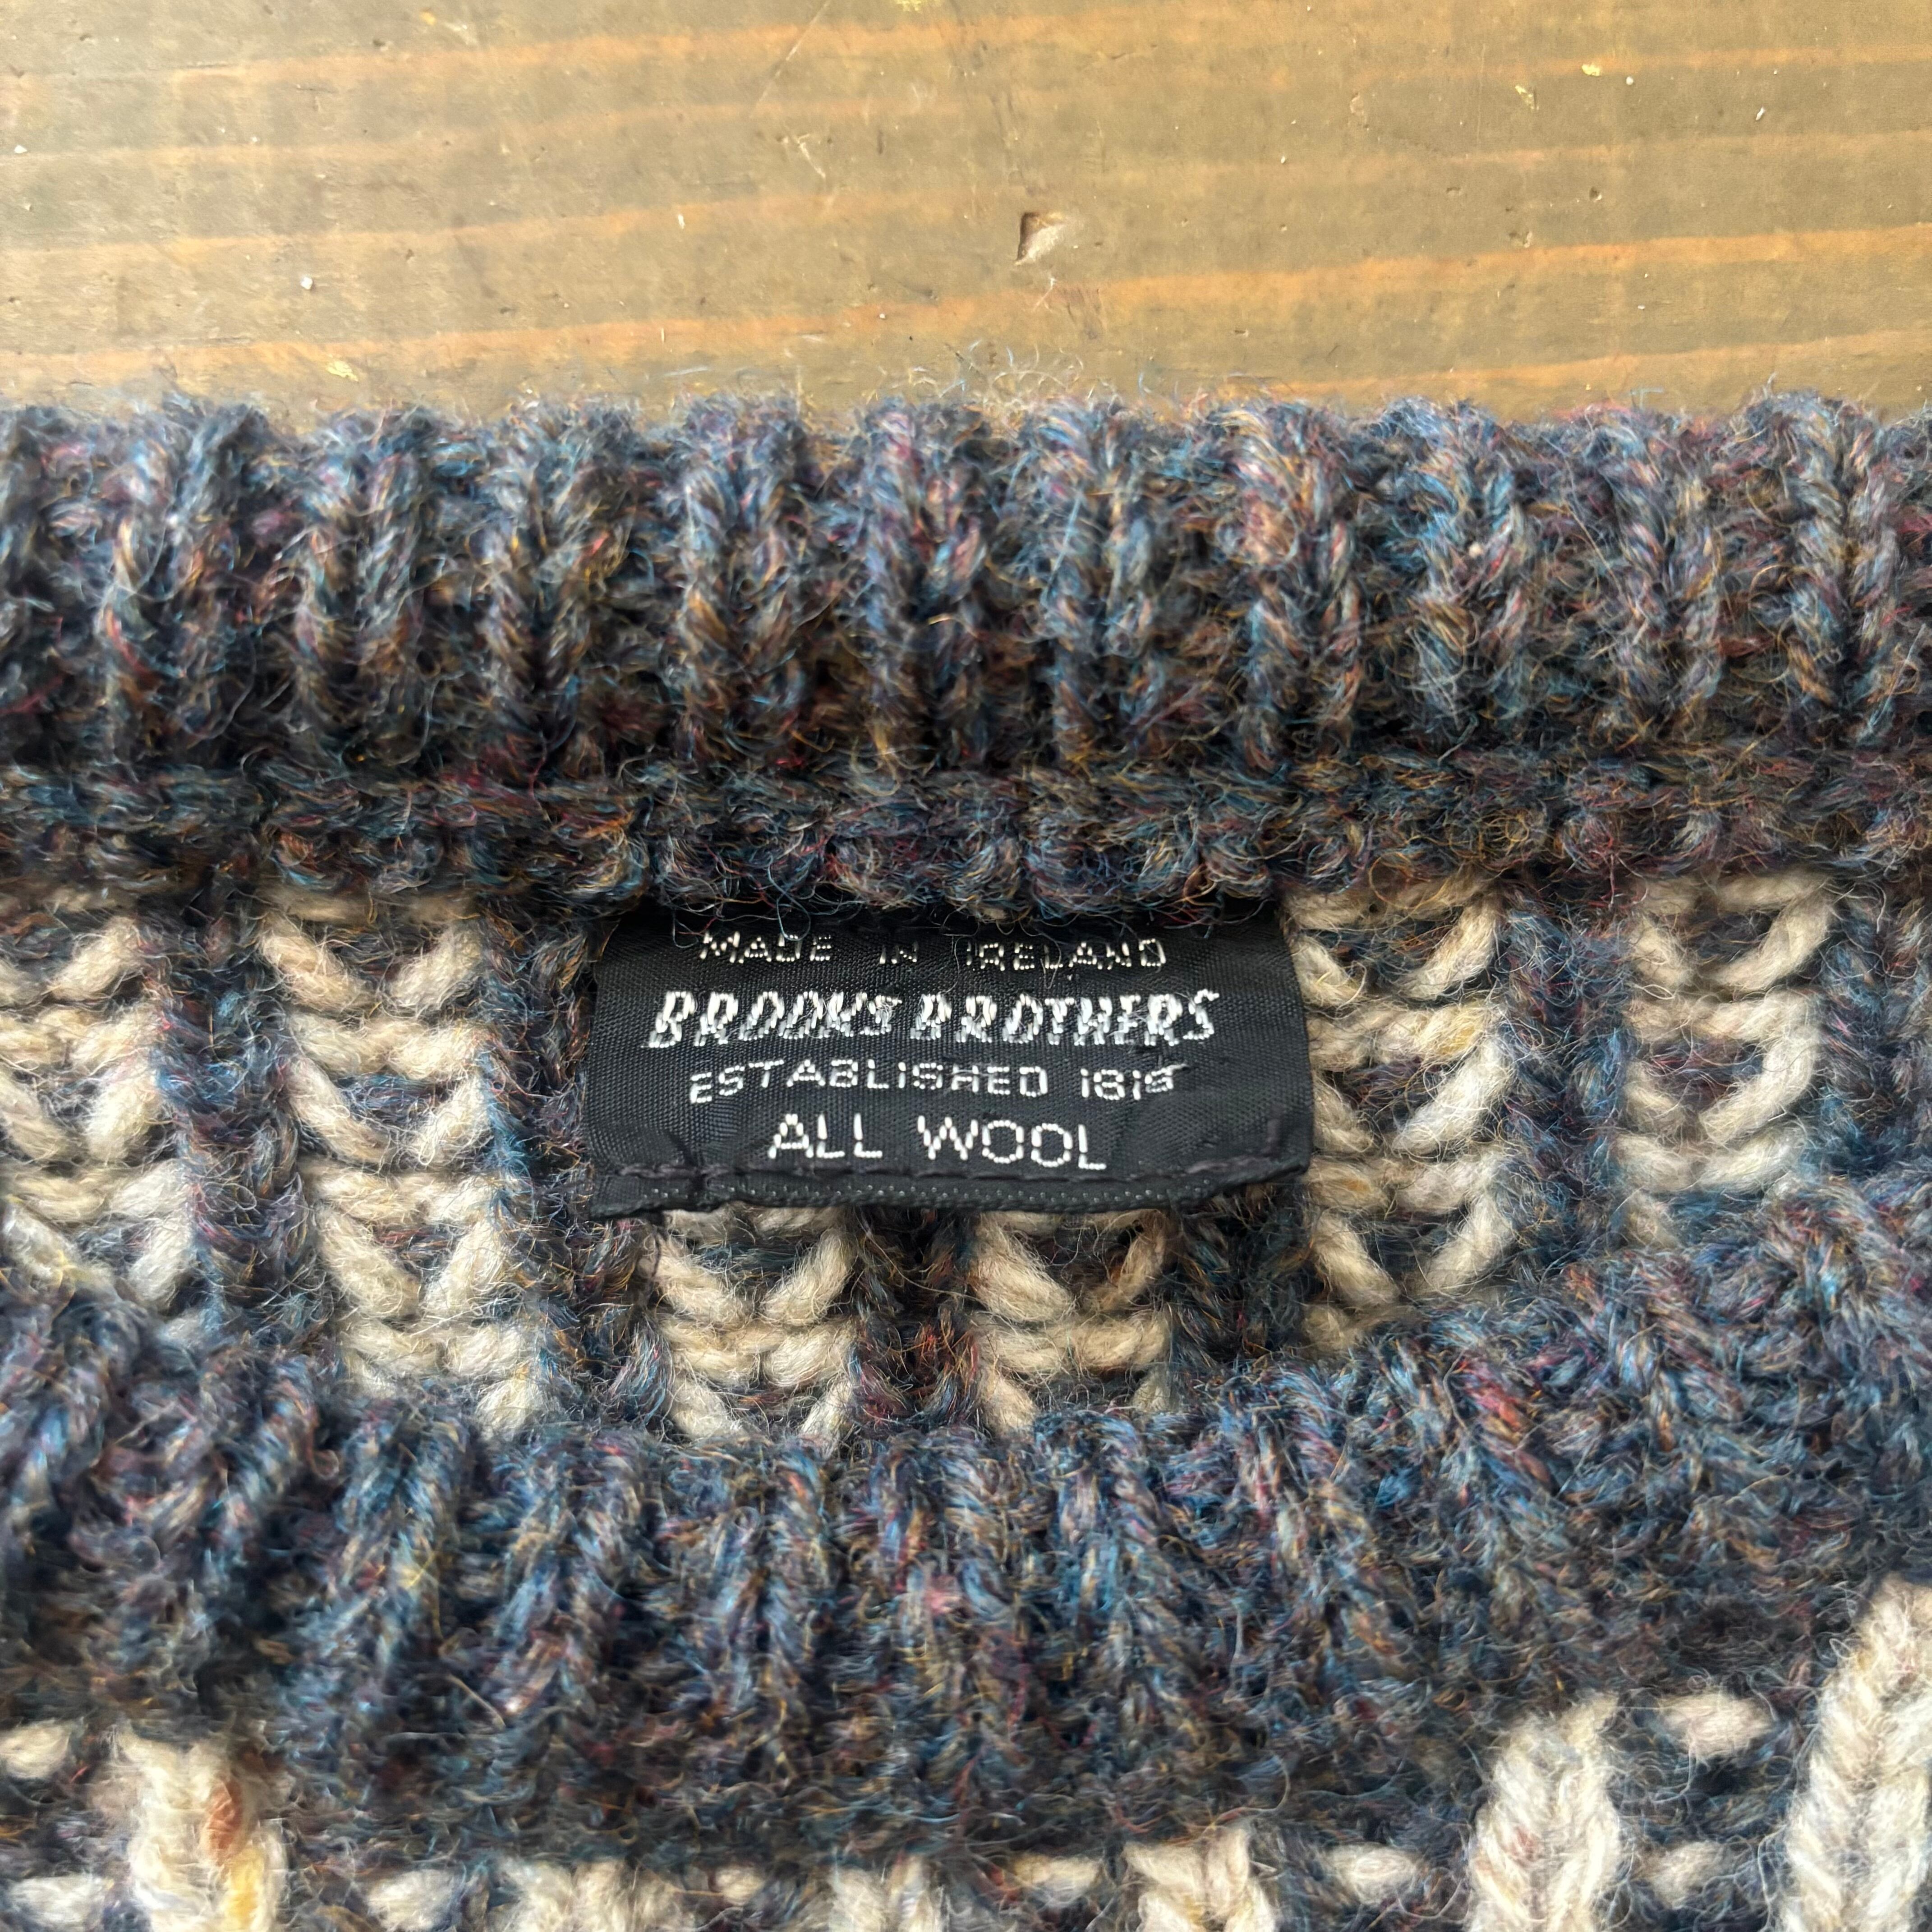 MADE IN IRELAND
BROOKS BROTHERS
ESTABLISHED 1818
ALL WOOL